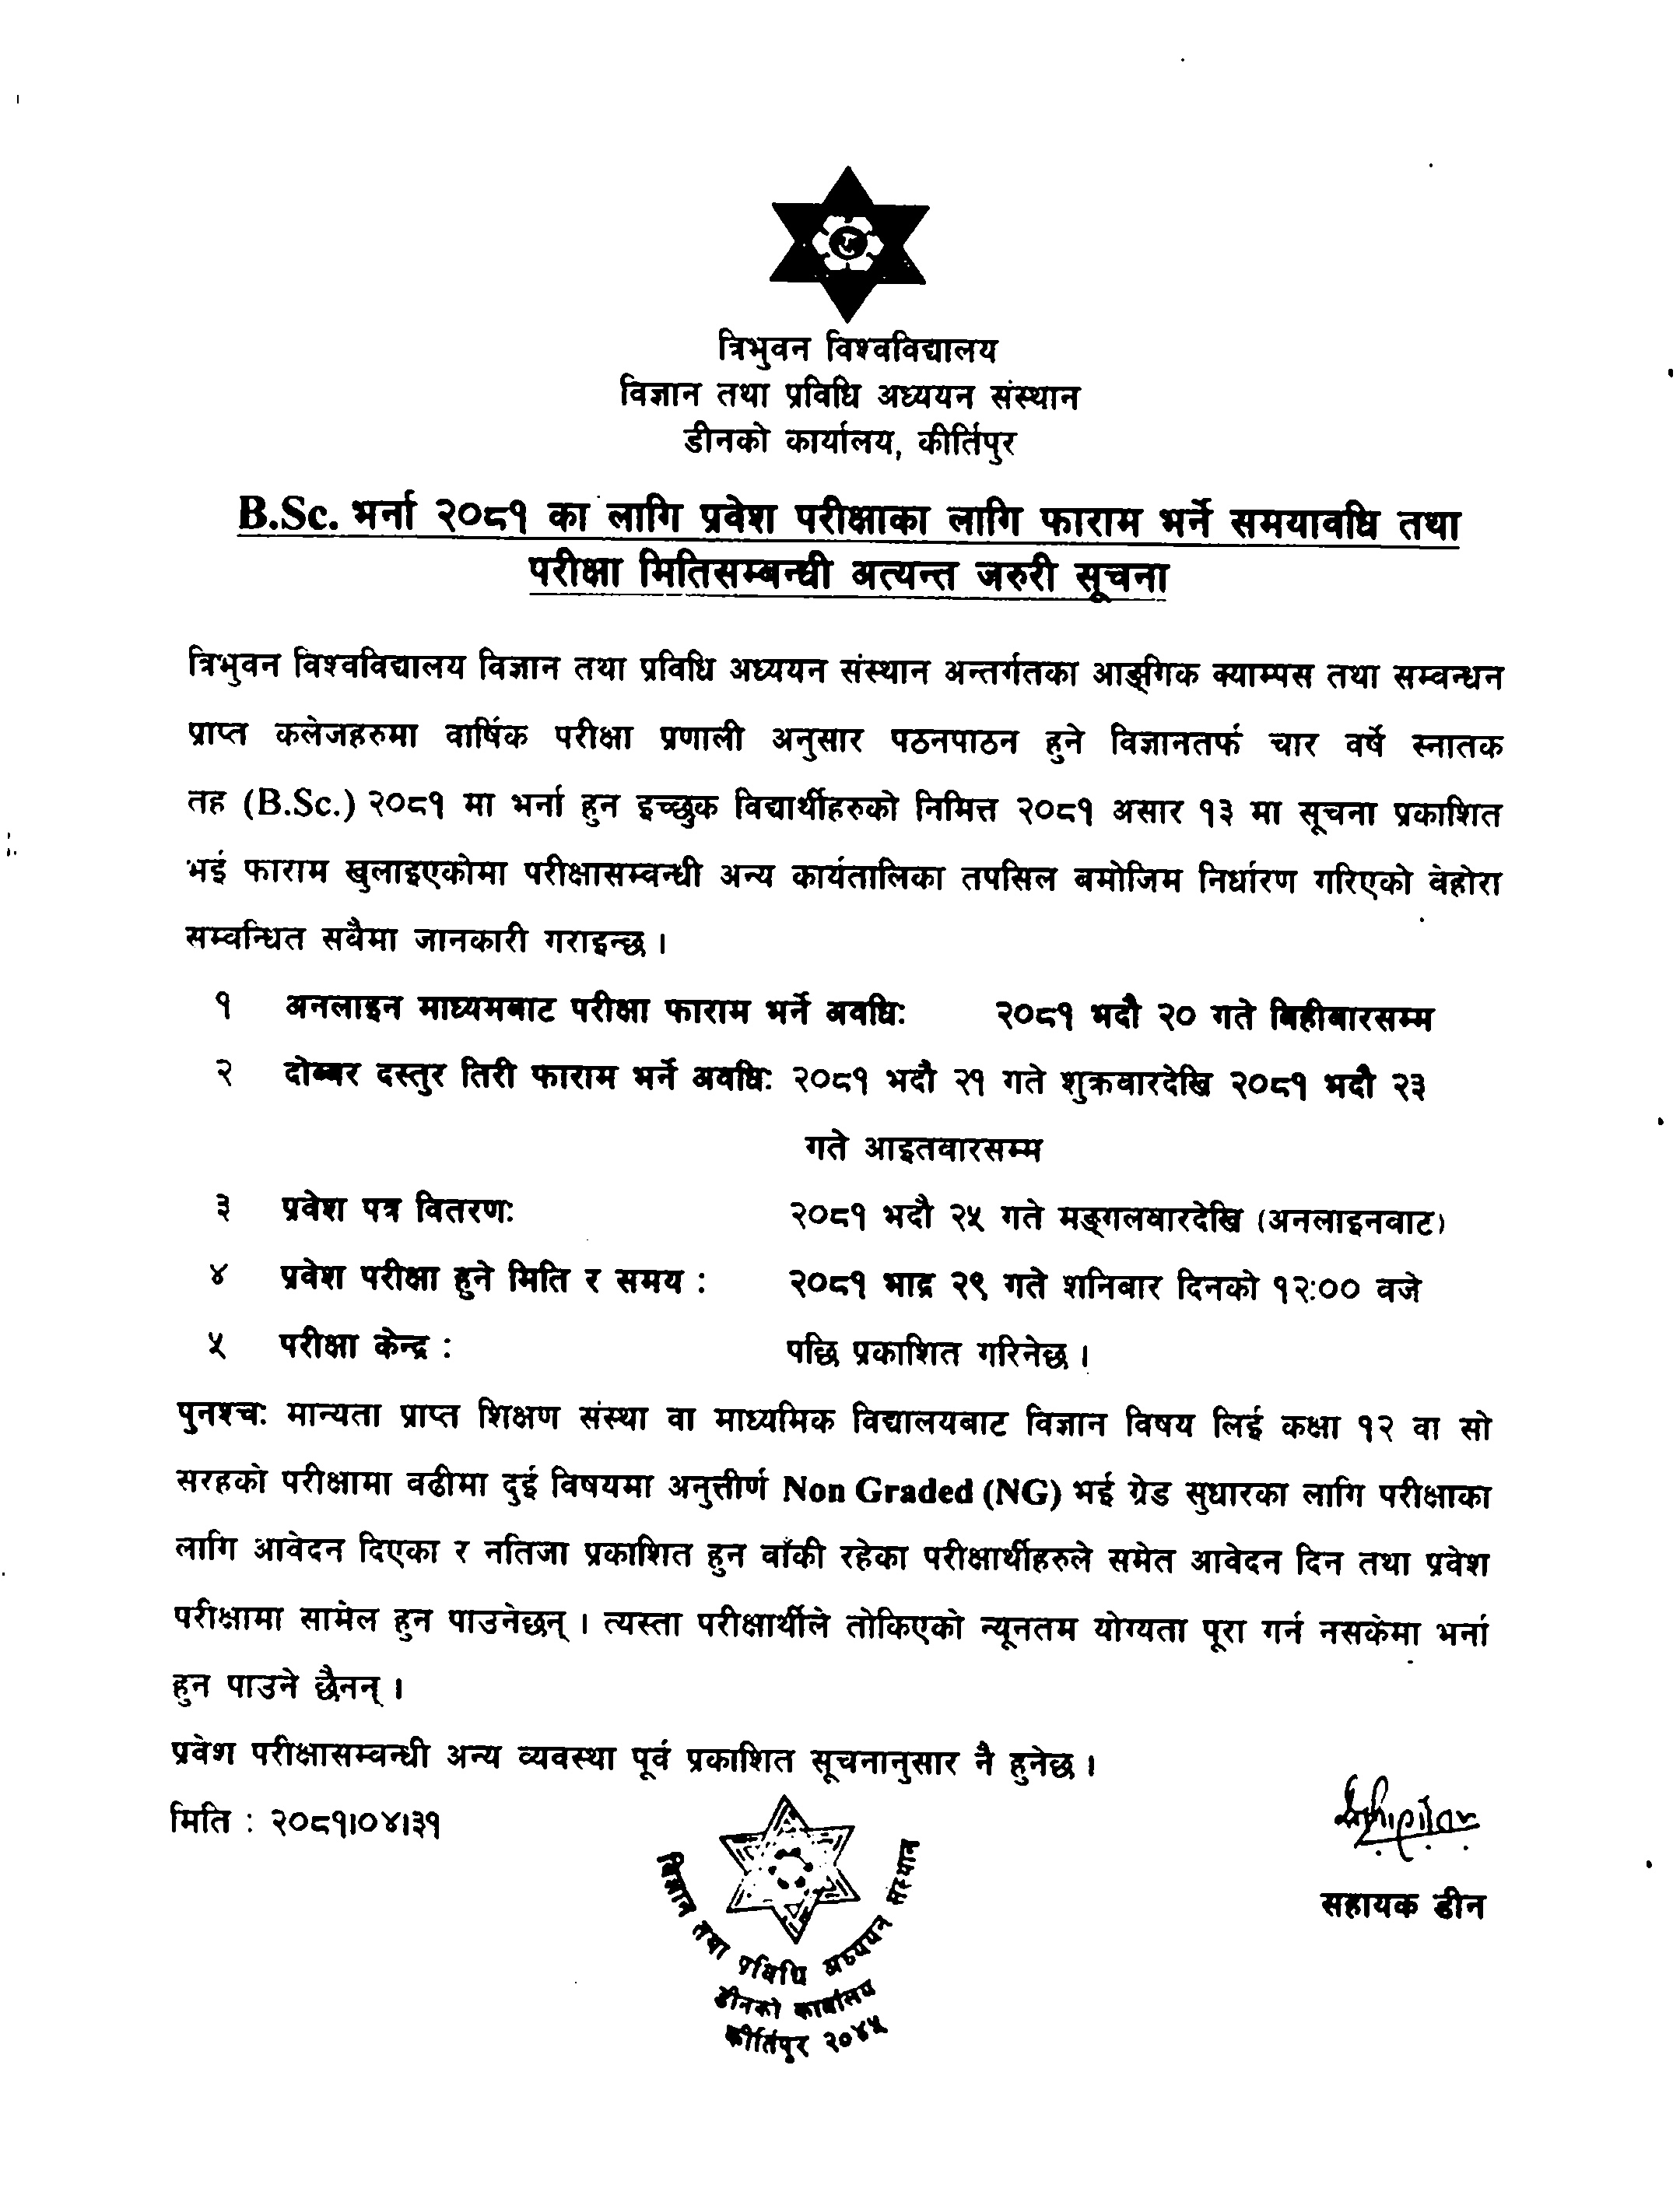 त्रिभुवन विश्वविद्यालय
विज्ञान तथा प्रविधि अध्ययन संस्थान
डीनको कार्यालय, कीर्तिपुर
B.Sc. भर्ना २०८१ का लागि प्रवेश परीक्षाका लागि फाराम भर्ने समयावधि तथा
परीक्षा मितिसम्बन्धी अत्यन्त जरुरी सूचना
त्रिभुवन विश्वविद्यालय विज्ञान तथा प्रविधि अध्ययन संस्थान अन्तर्गतका आङ्गिक क्याम्पस तथा सम्वन्धन
प्राप्त कलेजहरुमा वार्षिक परीक्षा प्रणाली अनुसार पठनपाठन हुने विज्ञानतर्फ चार वर्षे स्नातक
तह (B.Sc.) २०८१ मा भर्ना हुन इच्छुक विद्यार्थीहरुको निमित्त २०८१ असार १३ मा सूचना प्रकाशित
भई फाराम खुलाइएकोमा परीक्षासम्वन्धी अन्य कार्यतालिका तपसिल बमोजिम निर्धारण गरिएको वेहोरा
सम्वन्धित सवैमा जानकारी गराइन्छ ।
१ अनलाइन माध्यमबाट परीक्षा फाराम भर्ने अवधिः २०८१ भदौ २० गते बिहीबारसम्म
२ दोब्बर दस्तुर तिरी फाराम भर्ने अवधिः २०८१ भदौ २१ गते शुक्रवारदेखि २०८१ भदौ २३
गते आइतवारसम्म
३ प्रवेश पत्र वितरणः २०८१ भदौ २५ गते मङ्गलवारदेखि (अनलाइनवाट)
४ प्रवेश परीक्षा हुने मिति र समय : २०८१ भाद्र २९ गते शनिबार दिनको १२:०० वजे
५ परीक्षा केन्द्र : पछि प्रकाशित गरिनेछ ।
पुनश्चः मान्यता प्राप्त शिक्षण संस्था वा माध्यमिक विद्यालयबाट विज्ञान विषय लिई कक्षा १२ वा सो
सरहको परीक्षामा वढीमा दुई विषयमा अनुत्तीर्ण Non Graded (NG) भई ग्रेड सुधारका लागि परीक्षाका
लागि आवेदन दिएका र नतिजा प्रकाशित हुन वाँकी रहेका परीक्षार्थीहरुले समेत आवेदन दिन तथा प्रवेश
परीक्षामा सामेल हुन पाउनेछन् । त्यस्ता परीक्षार्थीले तोकिएको न्यूनतम योग्यता पूरा गर्न नसकेमा भर्ना
हुन पाउने छैनन् ।
प्रवेश परीक्षासम्वन्धी अन्य व्यवस्था पूर्व प्रकाशित सूचनानुसार नै हुनेछ ।
मिति : २०८१।०४।३१
सहायक डीन
विज्ञान तथा प्रविधि अध्ययन संस्थान
डीनको कार्यालय
कीर्तिपुर २०४५